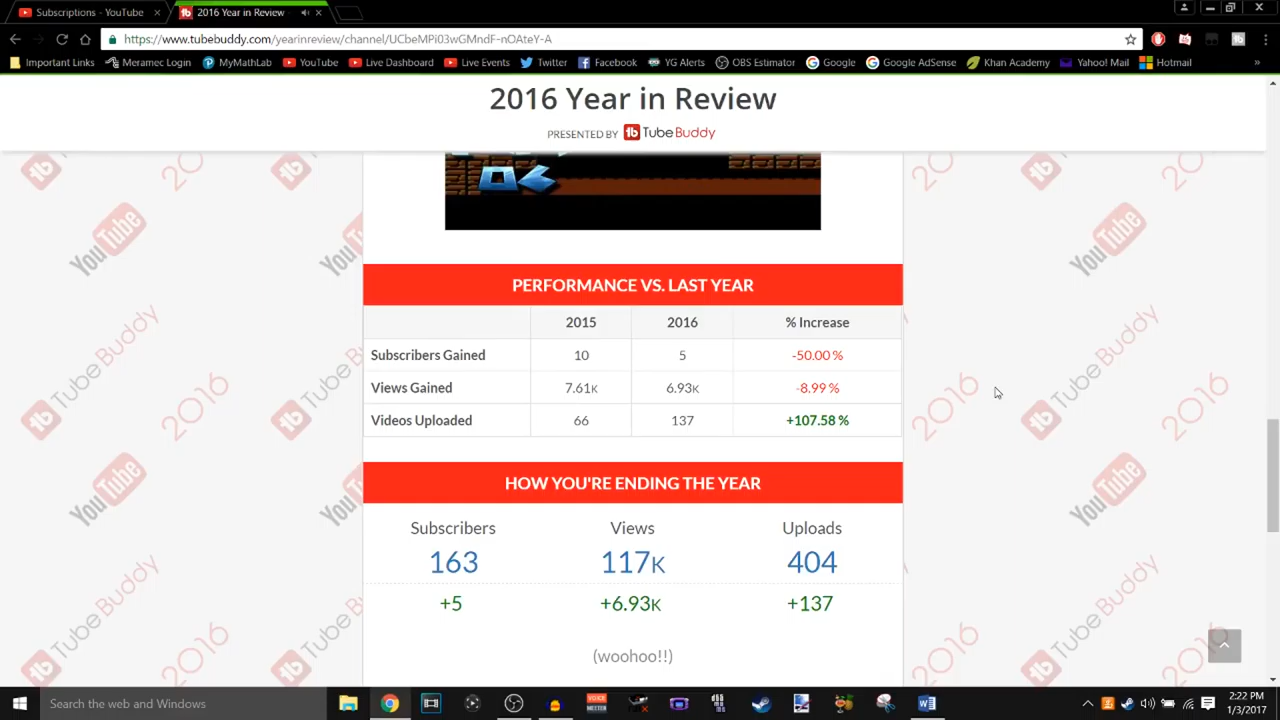 Subscriptions - YouTube
2016 Year in Review
https://www.tubebuddy.com/yearinreview/channel/UCbeMPi03wGMndF-nOAteY-A
Important Links Meramec Login MyMathLab YouTube Live Dashboard Live Events Twitter Facebook YG Alerts OBS Estimator Google Google AdSense Khan Academy Yahoo! Mail Hotmail »
2016 Year in Review
PRESENTED BY TubeBuddy
PERFORMANCE VS. LAST YEAR
2015 2016 % Increase
Subscribers Gained 10 5 -50.00 %
Views Gained 7.61K 6.93K -8.99 %
Videos Uploaded 66 137 +107.58 %
HOW YOU'RE ENDING THE YEAR
Subscribers Views Uploads
163 117K 404
+5 +6.93K +137
(woohoo!!)
YouTube
TubeBuddy
2016
Search the web and Windows
2:22 PM
1/3/2017